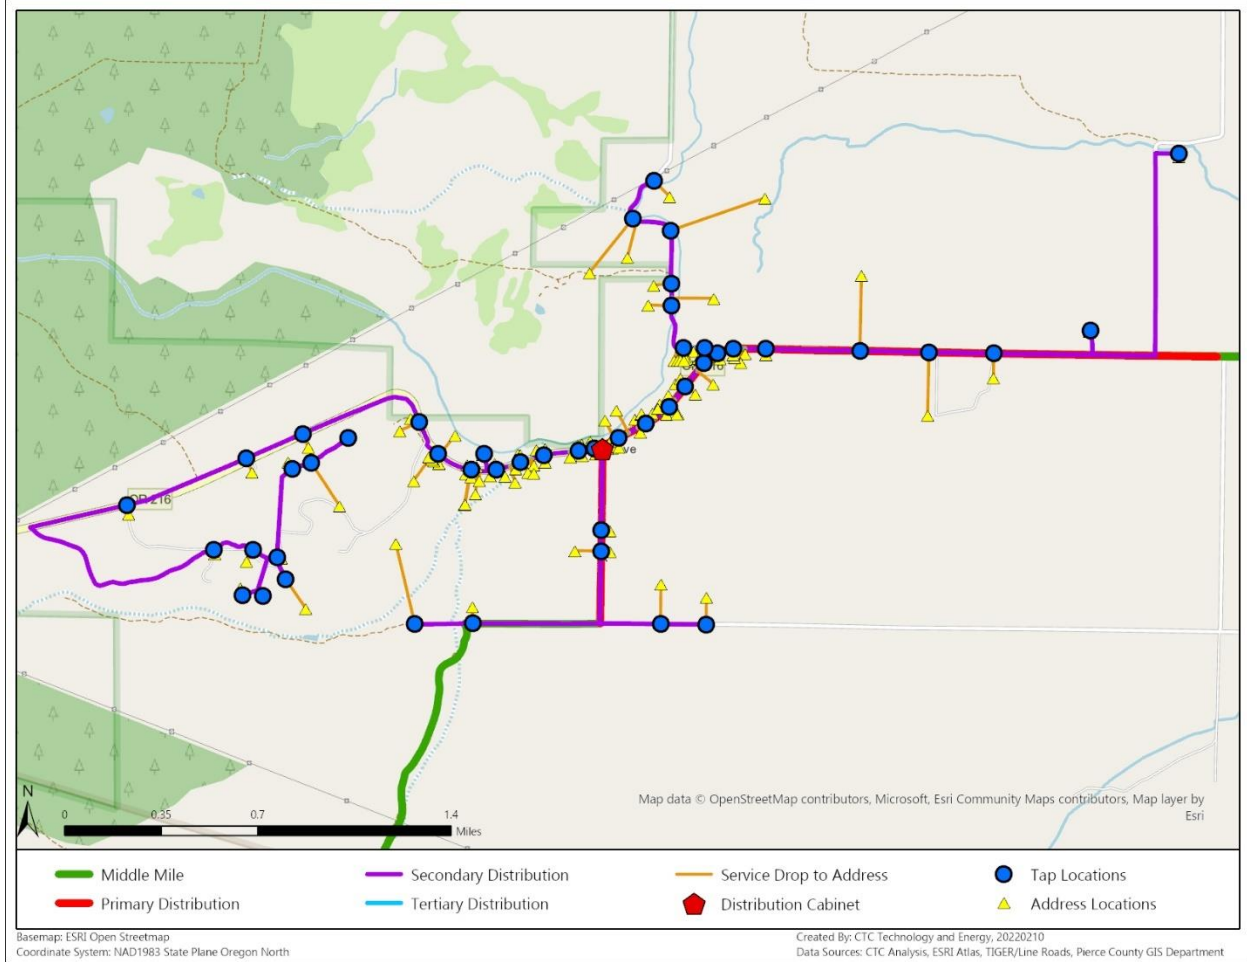 OR 216
ve
OR 216
Map data © OpenStreetMap contributors, Microsoft, Esri Community Maps contributors, Map layer by
Esri
N
0 0.35 0.7 1.4
Miles
Middle Mile Secondary Distribution Service Drop to Address Tap Locations
Primary Distribution Tertiary Distribution Distribution Cabinet Address Locations
Basemap: ESRI Open Streetmap Created By: CTC Technology and Energy, 20220210
Coordinate System: NAD1983 State Plane Oregon North Data Sources: CTC Analysis, ESRI Atlas, TIGER/Line Roads, Pierce County GIS Department